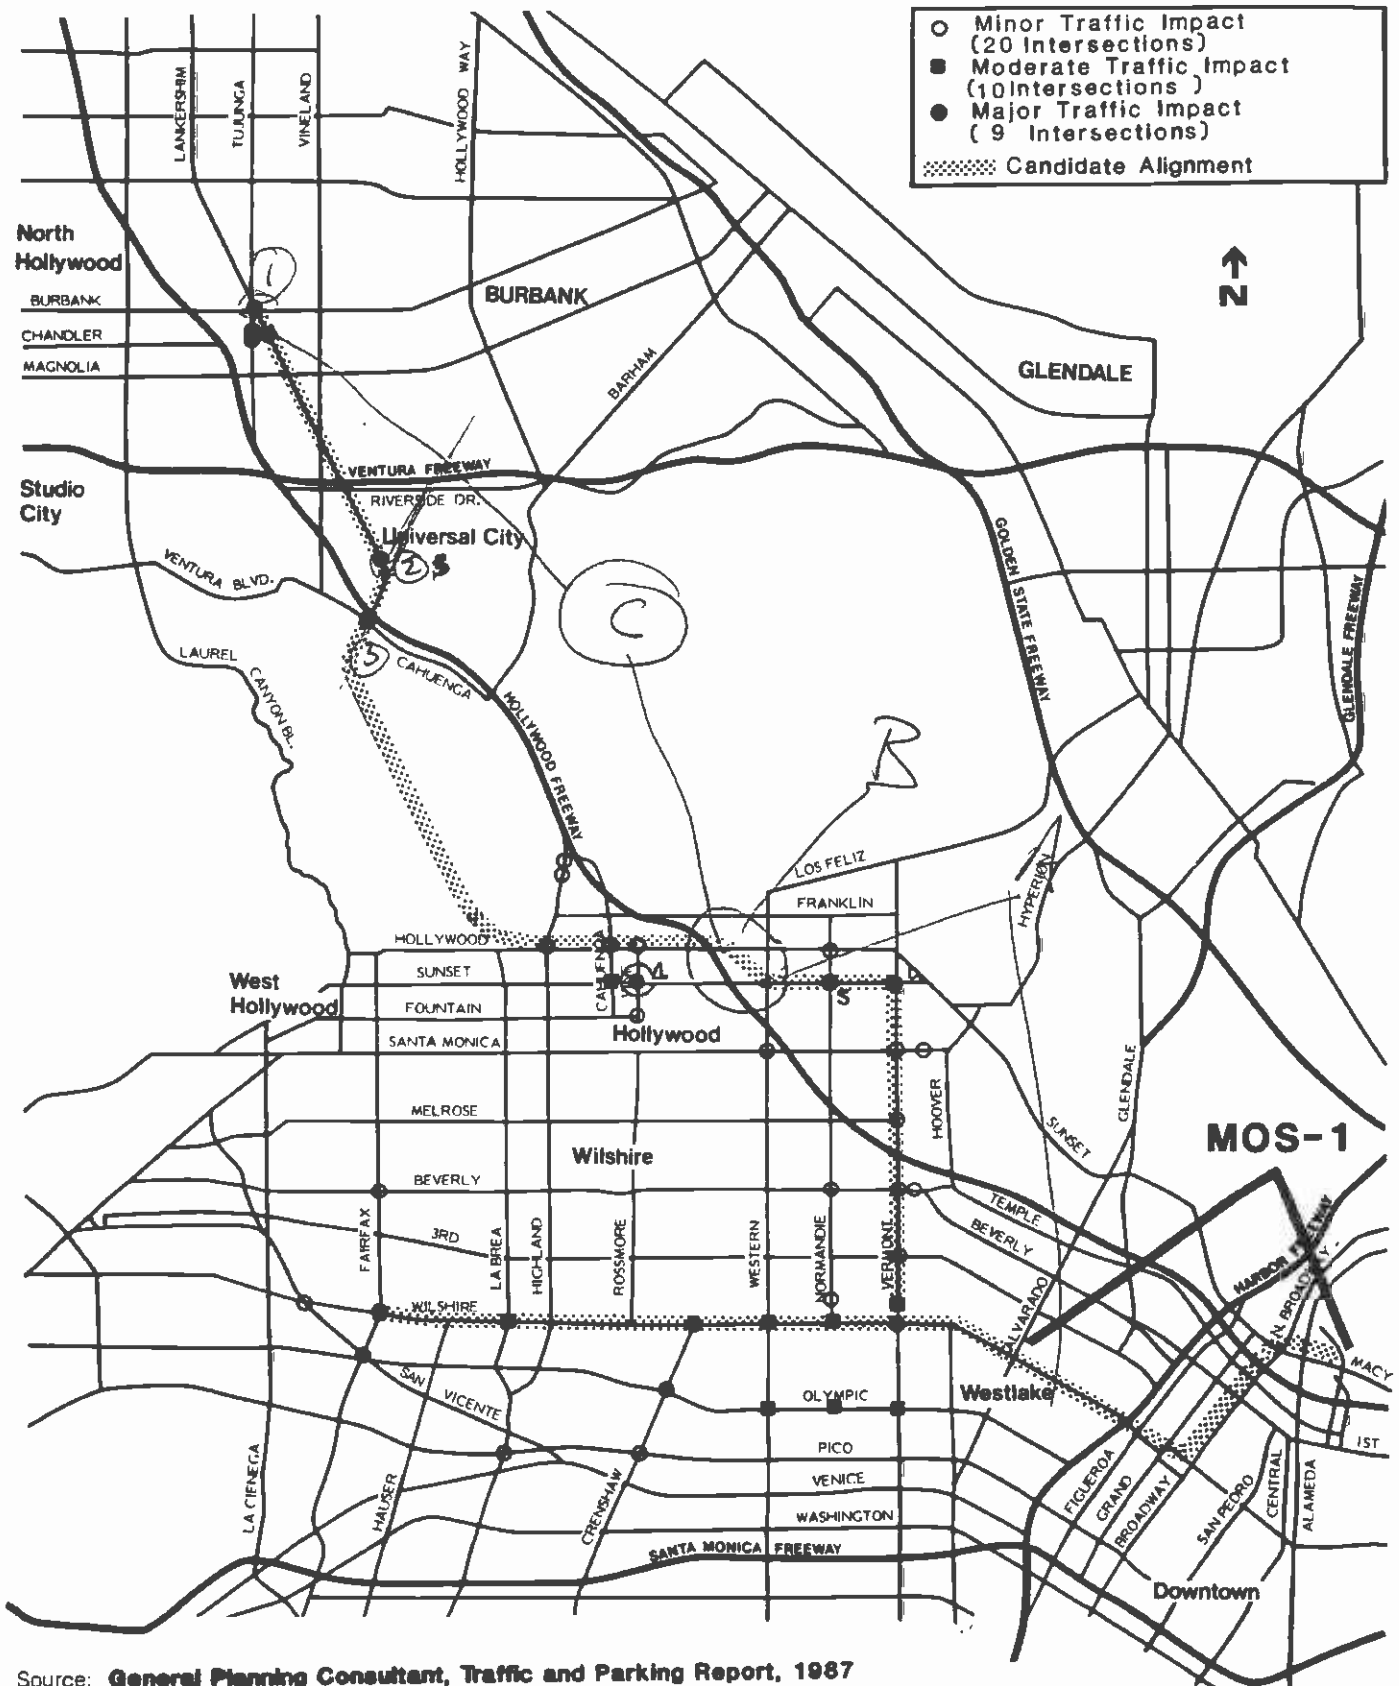 Minor Traffic Impact
(20 Intersections)
Moderate Traffic Impact
(10 Intersections )
Major Traffic Impact
( 9 Intersections)
Candidate Alignment
N
LANKERSHIM
TUJUNGA
VINELAND
HOLLYWOOD WAY
North
Hollywood
1
BURBANK
BURBANK
CHANDLER
MAGNOLIA
BARHAM
GLENDALE
VENTURA FREEWAY
RIVERSIDE DR.
Studio
City
Universal City
2
VENTURA BLVD.
GOLDEN STATE FREEWAY
GLENDALE FREEWAY
C
3
LAUREL
CANYON BL.
CAHUENGA
HOLLYWOOD FREEWAY
LOS FELIZ
FRANKLIN
HYPERION
HOLLYWOOD
CAHUENGA
SUNSET
West
Hollywood
FOUNTAIN
5
Hollywood
SANTA MONICA
HOOVER
GLENDALE
MELROSE
SUNSET
MOS-1
Wilshire
BEVERLY
TEMPLE
BEVERLY
FAIRFAX
3RD
LA BREA
HIGHLAND
ROSSMORE
WESTERN
NORMANDIE
VERMONT
ALVARADO
HARBOR FREEWAY
N. BROADWAY
WILSHIRE
MACY
SAN VICENTE
OLYMPIC
Westlake
PICO
1ST
LA CIENEGA
HAUSER
CRENSHAW
VENICE
WASHINGTON
FIGUEROA
GRAND
BROADWAY
SAN PEDRO
CENTRAL
ALAMEDA
SANTA MONICA FREEWAY
Downtown
Source: General Planning Consultant, Traffic and Parking Report, 1987